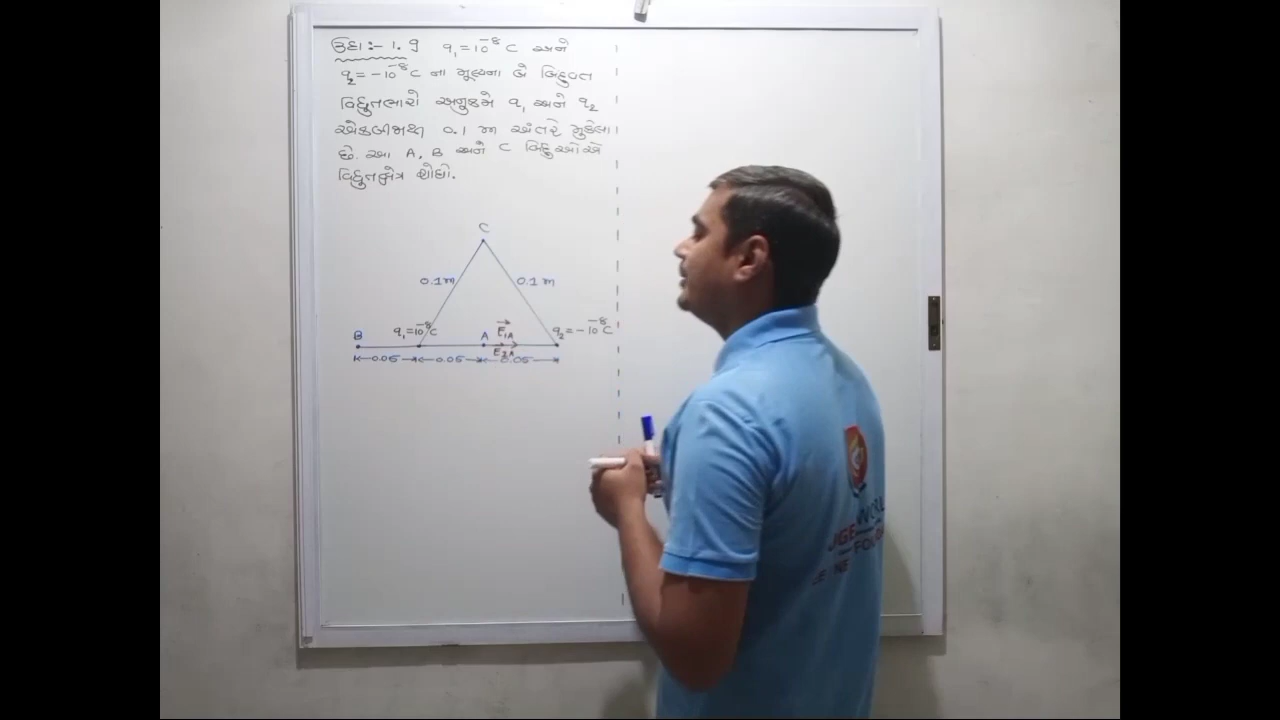 ઉદા :- 1.9 q₁ = 10⁻⁸ C અને
q₂ = -10⁻⁸ C ના મૂલ્યના બે બિંદુવત
વિદ્યુતભારો અનુક્રમે q₁ અને q₂
એકબીજાથી 0.1 m અંતરે મુકેલા
છે. આ A, B અને C બિંદુઓએ
વિદ્યુતક્ષેત્ર શોધો.
C
0.1 m 0.1 m
B q₁ = 10⁻⁸ C A E⃗₁A q₂ = -10⁻⁸ C
E⃗₂A
0.05 0.05 0.05